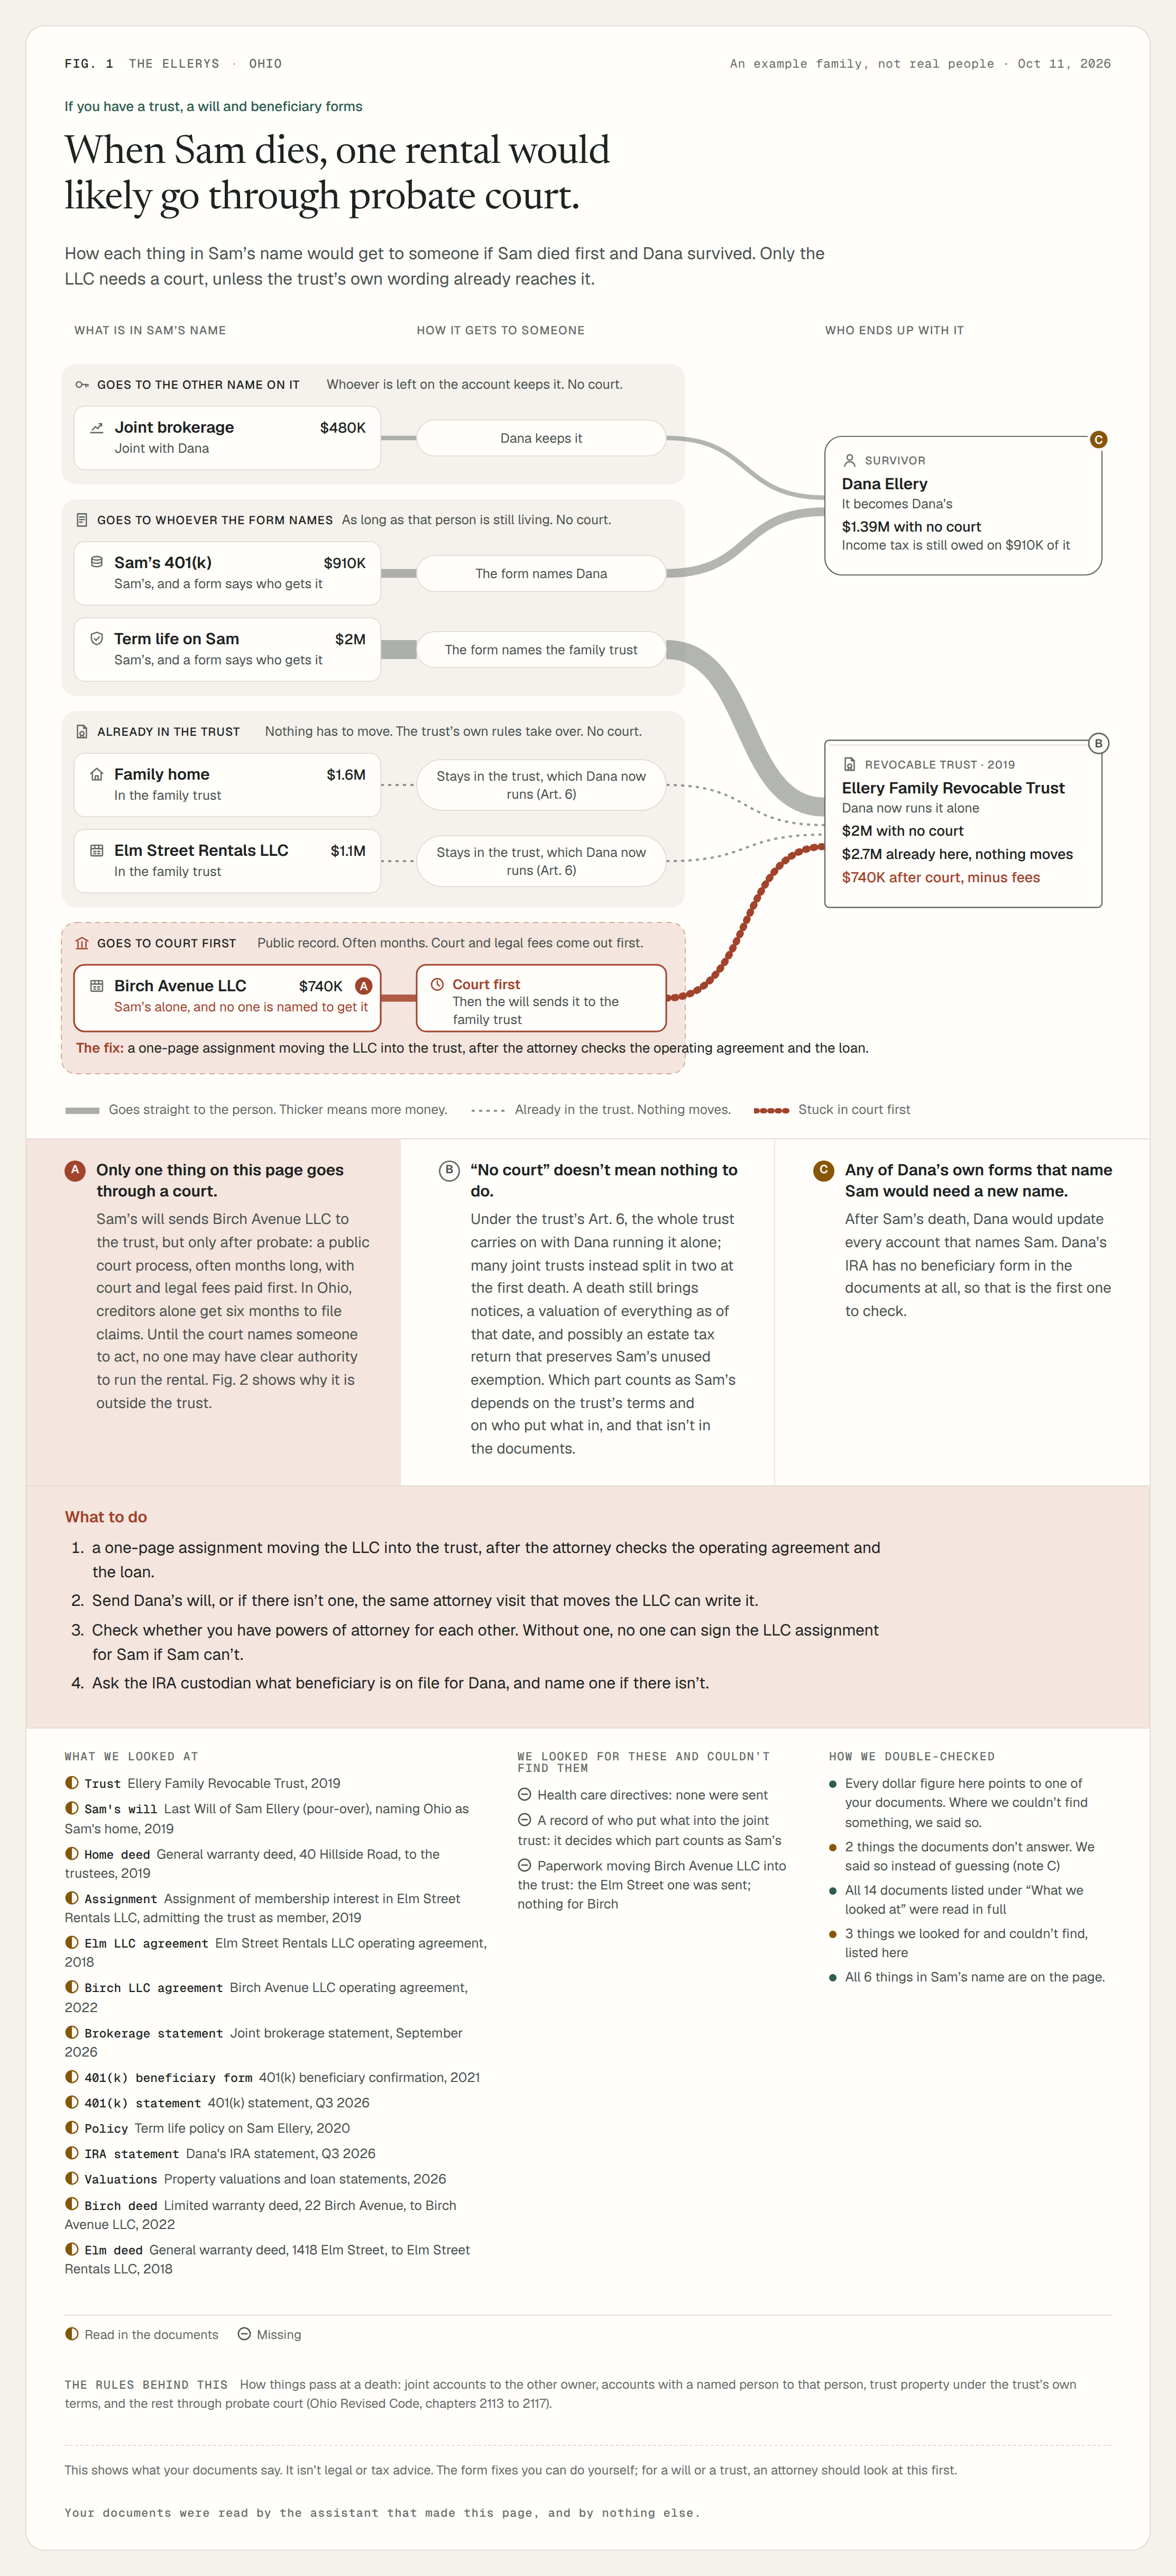 FIG. 1 THE ELLERYS · OHIO
An example family, not real people · Oct 11, 2026
If you have a trust, a will and beneficiary forms
When Sam dies, one rental would
likely go through probate court.
How each thing in Sam’s name would get to someone if Sam died first and Dana survived. Only the
LLC needs a court, unless the trust’s own wording already reaches it.
WHAT IS IN SAM’S NAME
HOW IT GETS TO SOMEONE
WHO ENDS UP WITH IT
GOES TO THE OTHER NAME ON IT Whoever is left on the account keeps it. No court.
Joint brokerage $480K
Joint with Dana
Dana keeps it
GOES TO WHOEVER THE FORM NAMES As long as that person is still living. No court.
Sam’s 401(k) $910K
Sam’s, and a form says who gets it
The form names Dana
Term life on Sam $2M
Sam’s, and a form says who gets it
The form names the family trust
ALREADY IN THE TRUST Nothing has to move. The trust’s own rules take over. No court.
Family home $1.6M
In the family trust
Stays in the trust, which Dana now
runs (Art. 6)
Elm Street Rentals LLC $1.1M
In the family trust
Stays in the trust, which Dana now
runs (Art. 6)
GOES TO COURT FIRST Public record. Often months. Court and legal fees come out first.
Birch Avenue LLC $740K A
Sam’s alone, and no one is named to get it
Court first
Then the will sends it to the
family trust
The fix: a one-page assignment moving the LLC into the trust, after the attorney checks the operating agreement and the loan.
C
SURVIVOR
Dana Ellery
It becomes Dana’s
$1.39M with no court
Income tax is still owed on $910K of it
B
REVOCABLE TRUST · 2019
Ellery Family Revocable Trust
Dana now runs it alone
$2M with no court
$2.7M already here, nothing moves
$740K after court, minus fees
Goes straight to the person. Thicker means more money.
Already in the trust. Nothing moves.
Stuck in court first
A Only one thing on this page goes
through a court.
Sam’s will sends Birch Avenue LLC to
the trust, but only after probate: a public
court process, often months long, with
court and legal fees paid first. In Ohio,
creditors alone get six months to file
claims. Until the court names someone
to act, no one may have clear authority
to run the rental. Fig. 2 shows why it is
outside the trust.
B “No court” doesn’t mean nothing to
do.
Under the trust’s Art. 6, the whole trust
carries on with Dana running it alone;
many joint trusts instead split in two at
the first death. A death still brings
notices, a valuation of everything as of
that date, and possibly an estate tax
return that preserves Sam’s unused
exemption. Which part counts as Sam’s
depends on the trust’s terms and
on who put what in, and that isn’t in
the documents.
C Any of Dana’s own forms that name
Sam would need a new name.
After Sam’s death, Dana would update
every account that names Sam. Dana’s
IRA has no beneficiary form in the
documents at all, so that is the first one
to check.
What to do
1. a one-page assignment moving the LLC into the trust, after the attorney checks the operating agreement and
the loan.
2. Send Dana’s will, or if there isn’t one, the same attorney visit that moves the LLC can write it.
3. Check whether you have powers of attorney for each other. Without one, no one can sign the LLC assignment
for Sam if Sam can’t.
4. Ask the IRA custodian what beneficiary is on file for Dana, and name one if there isn’t.
WHAT WE LOOKED AT
Trust Ellery Family Revocable Trust, 2019
Sam's will Last Will of Sam Ellery (pour-over), naming Ohio as
Sam's home, 2019
Home deed General warranty deed, 40 Hillside Road, to the
trustees, 2019
Assignment Assignment of membership interest in Elm Street
Rentals LLC, admitting the trust as member, 2019
Elm LLC agreement Elm Street Rentals LLC operating agreement,
2018
Birch LLC agreement Birch Avenue LLC operating agreement,
2022
Brokerage statement Joint brokerage statement, September
2026
401(k) beneficiary form 401(k) beneficiary confirmation, 2021
401(k) statement 401(k) statement, Q3 2026
Policy Term life policy on Sam Ellery, 2020
IRA statement Dana's IRA statement, Q3 2026
Valuations Property valuations and loan statements, 2026
Birch deed Limited warranty deed, 22 Birch Avenue, to Birch
Avenue LLC, 2022
Elm deed General warranty deed, 1418 Elm Street, to Elm Street
Rentals LLC, 2018
WE LOOKED FOR THESE AND COULDN’T
FIND THEM
Health care directives: none were sent
A record of who put what into the joint
trust: it decides which part counts as Sam’s
Paperwork moving Birch Avenue LLC into
the trust: the Elm Street one was sent;
nothing for Birch
HOW WE DOUBLE-CHECKED
Every dollar figure here points to one of
your documents. Where we couldn’t find
something, we said so.
2 things the documents don’t answer. We
said so instead of guessing (note C)
All 14 documents listed under “What we
looked at” were read in full
3 things we looked for and couldn’t find,
listed here
All 6 things in Sam’s name are on the page.
Read in the documents
Missing
THE RULES BEHIND THIS How things pass at a death: joint accounts to the other owner, accounts with a named person to that person, trust property under the trust’s own
terms, and the rest through probate court (Ohio Revised Code, chapters 2113 to 2117).
This shows what your documents say. It isn’t legal or tax advice. The form fixes you can do yourself; for a will or a trust, an attorney should look at this first.
Your documents were read by the assistant that made this page, and by nothing else.